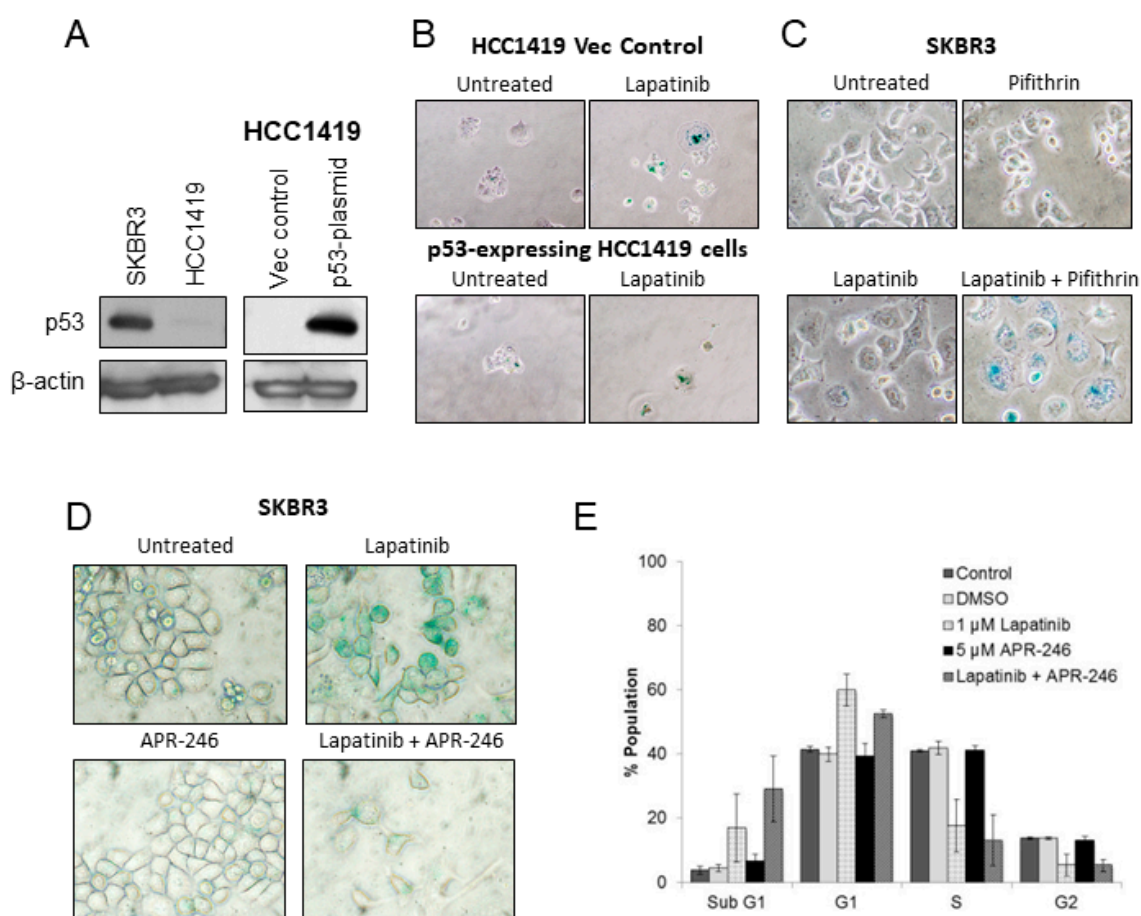 A
HCC1419
SKBR3
HCC1419
Vec control
p53-plasmid
p53
β-actin
B
HCC1419 Vec Control
Untreated
Lapatinib
p53-expressing HCC1419 cells
Untreated
Lapatinib
C
SKBR3
Untreated
Pifithrin
Lapatinib
Lapatinib + Pifithrin
D
SKBR3
Untreated
Lapatinib
APR-246
Lapatinib + APR-246
E
% Population
100
80
60
40
20
0
Control
DMSO
1 µM Lapatinib
5 µM APR-246
Lapatinib + APR-246
Sub G1
G1
S
G2